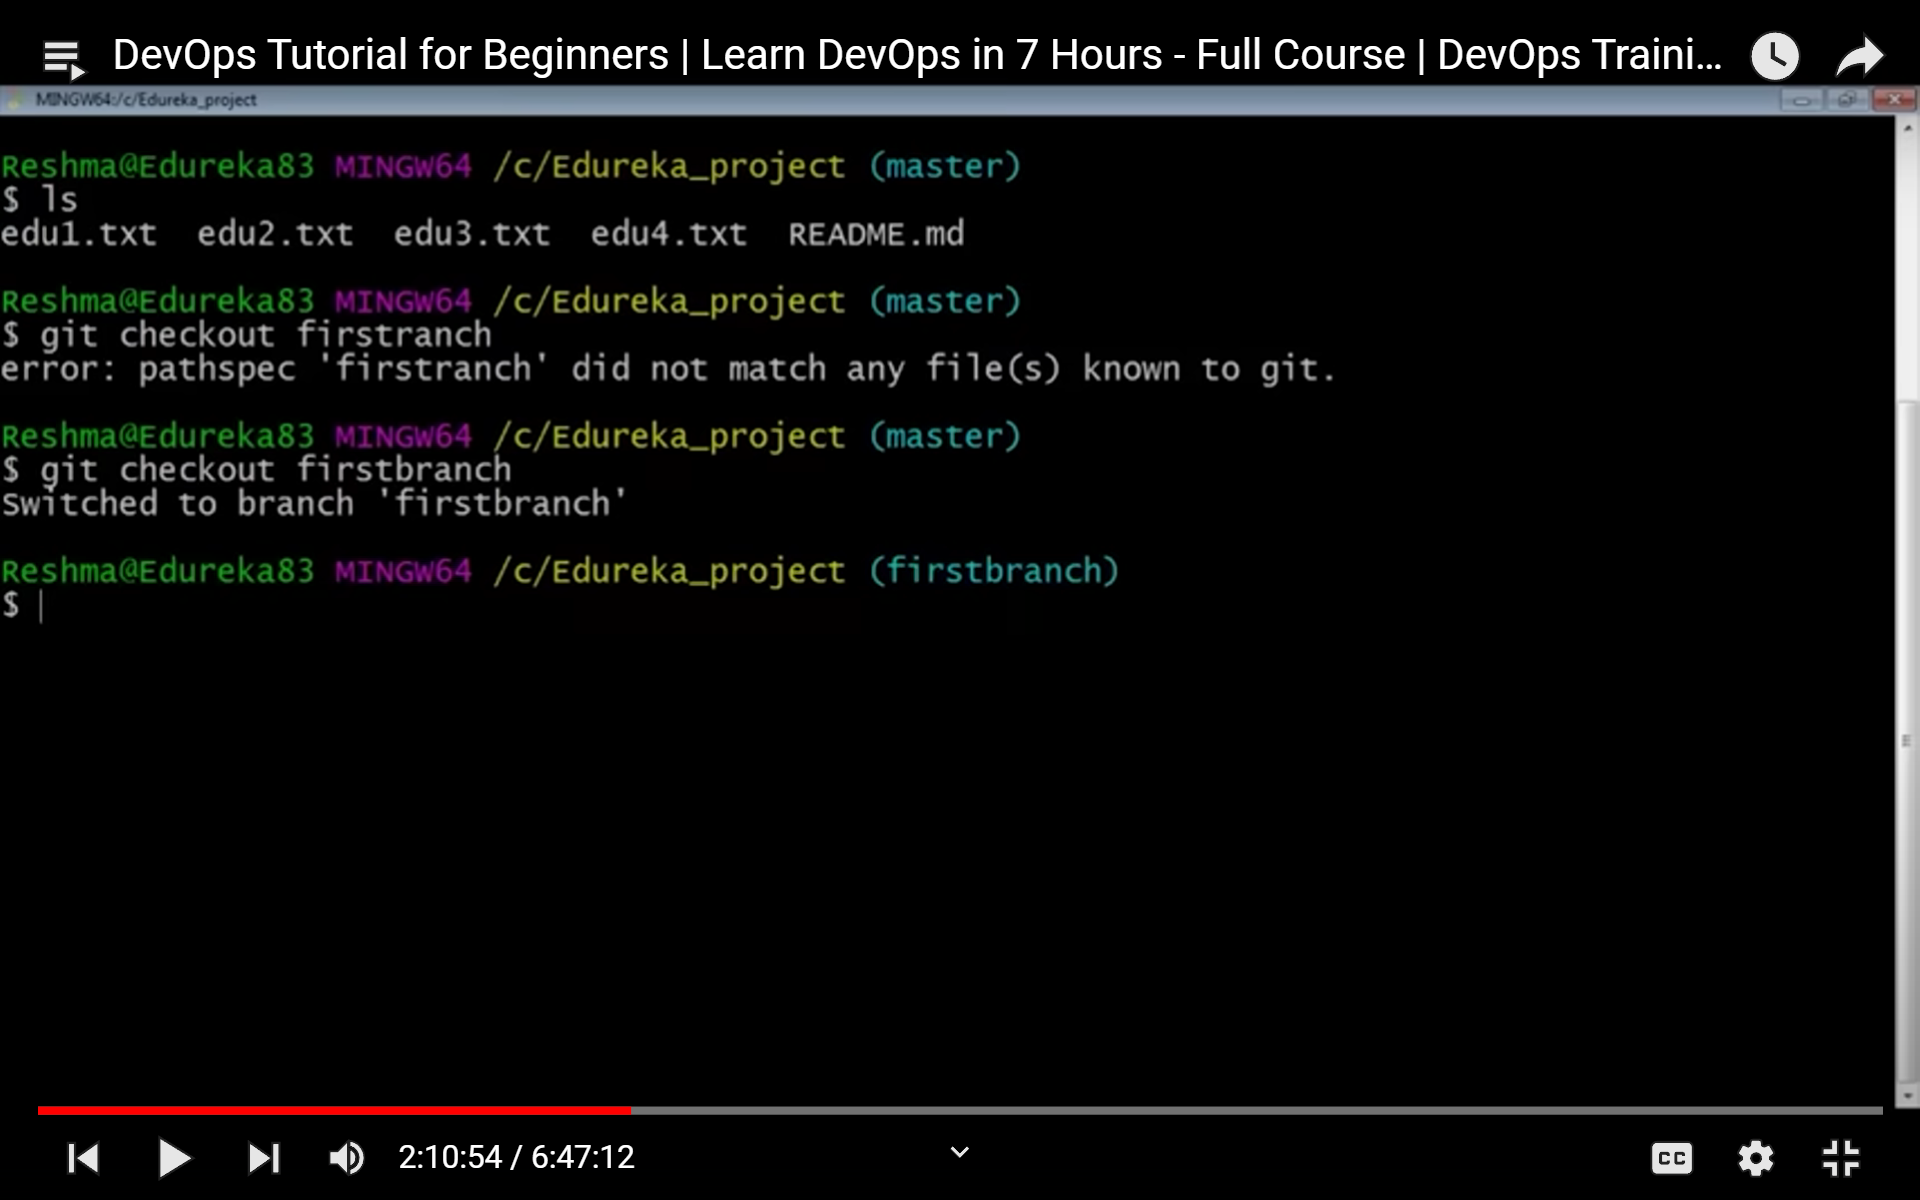 DevOps Tutorial for Beginners | Learn DevOps in 7 Hours - Full Course | DevOps Traini...
MINGW64:/c/Edureka_project
Reshma@Edureka83 MINGW64 /c/Edureka_project (master)
$ ls
edu1.txt  edu2.txt  edu3.txt  edu4.txt  README.md
Reshma@Edureka83 MINGW64 /c/Edureka_project (master)
$ git checkout firstranch
error: pathspec 'firstranch' did not match any file(s) known to git.
Reshma@Edureka83 MINGW64 /c/Edureka_project (master)
$ git checkout firstbranch
Switched to branch 'firstbranch'
Reshma@Edureka83 MINGW64 /c/Edureka_project (firstbranch)
$
2:10:54 / 6:47:12
CC